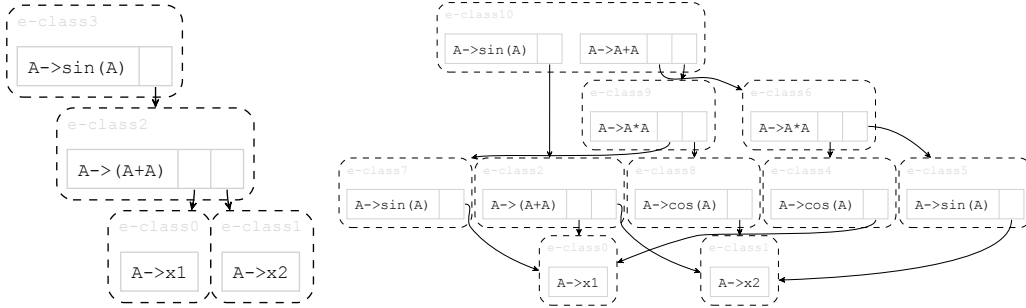 e-class3
A->sin(A)
e-class2
A->(A+A)
e-class0
e-class1
A->x1
A->x2
e-class10
A->sin(A)
A->A+A
e-class9
e-class6
A->A*A
A->A*A
e-class7
e-class2
e-class8
e-class4
e-class5
A->sin(A)
A->(A+A)
A->cos(A)
A->cos(A)
A->sin(A)
e-class0
e-class1
A->x1
A->x2